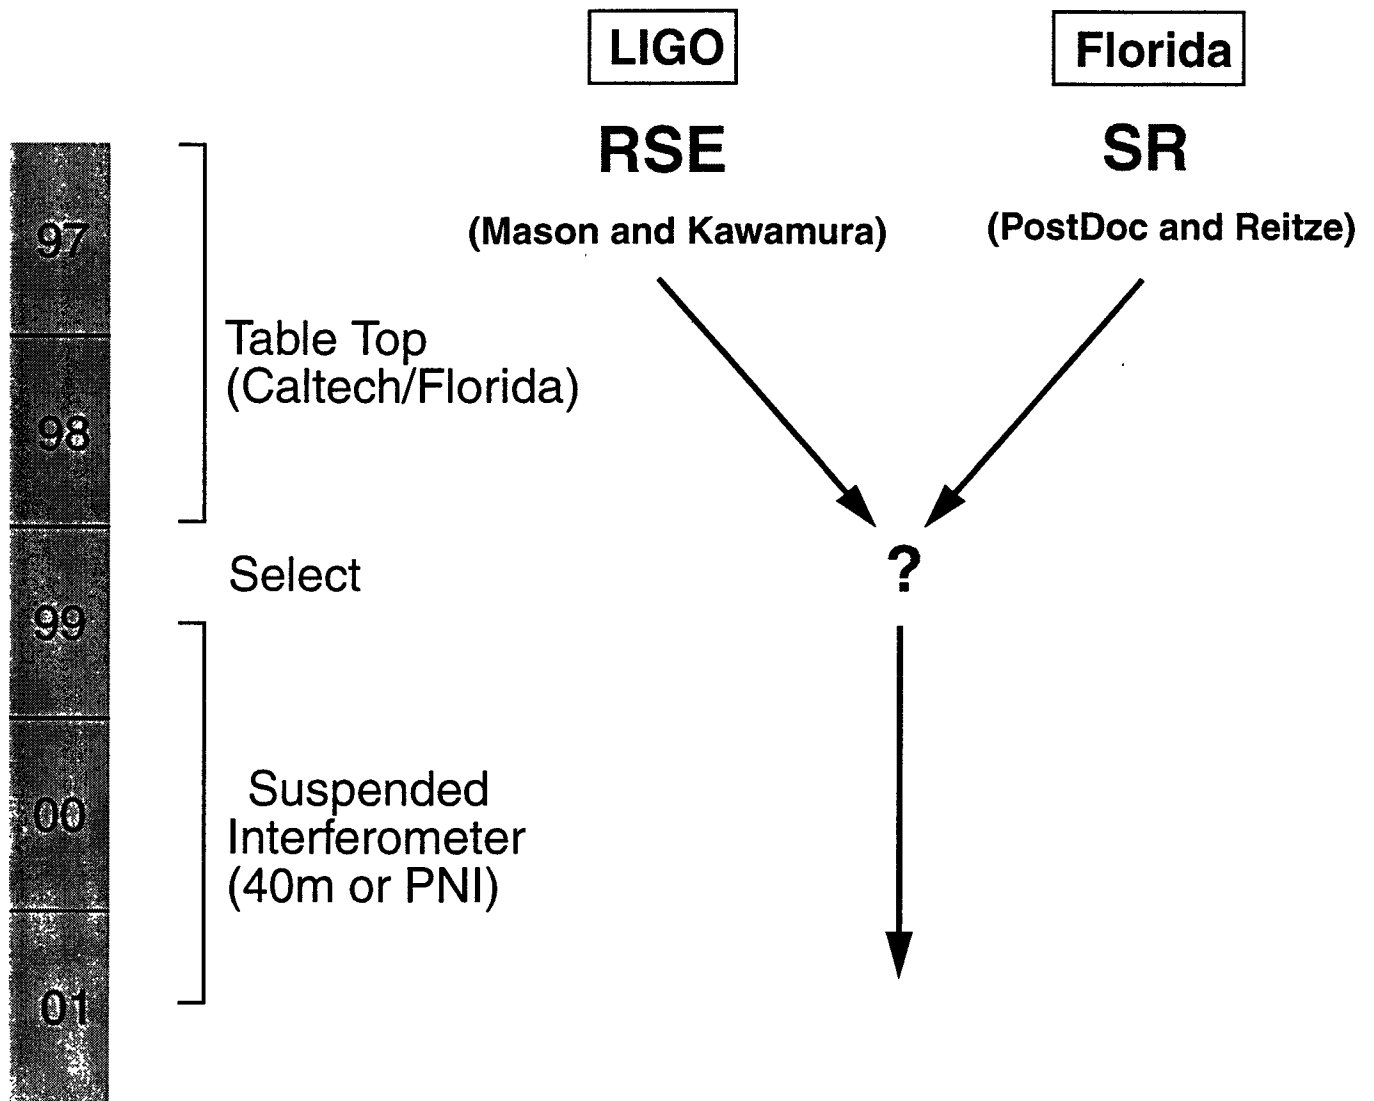 LIGO
Florida
RSE
SR
(Mason and Kawamura)
(PostDoc and Reitze)
97
Table Top
(Caltech/Florida)
98
?
Select
99
Suspended
00
Interferometer
(40m or PNI)
01